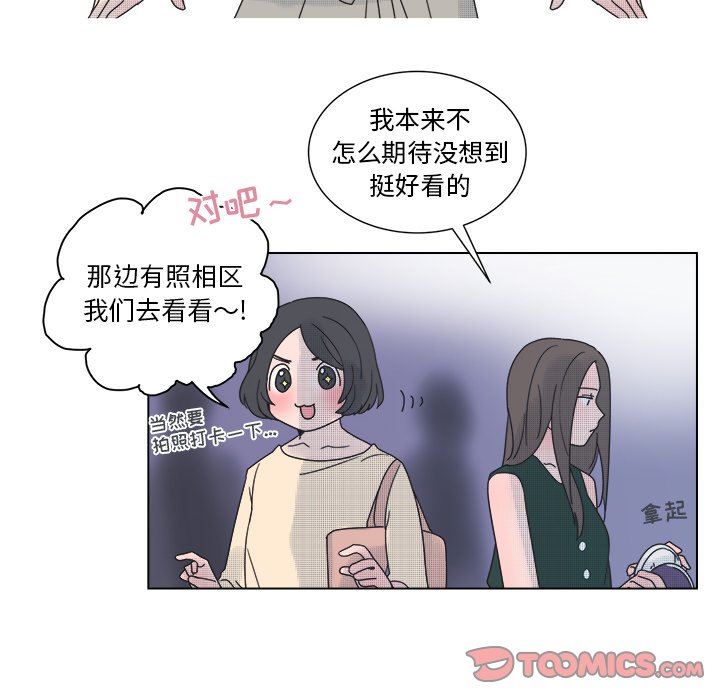 我本来不
怎么期待没想到
挺好看的
对吧～
那边有照相区
我们去看看～!
当然要
拍照打卡一下...
拿起
TOOMICS.COM